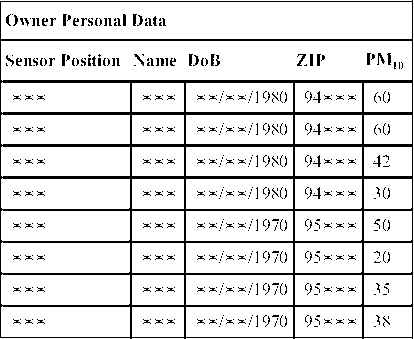 Owner Personal Data
Sensor Position Name DoB ZIP PM₁₀
*** *** **/**/1980 94*** 60
*** *** **/**/1980 94*** 60
*** *** **/**/1980 94*** 42
*** *** **/**/1980 94*** 30
*** *** **/**/1970 95*** 50
*** *** **/**/1970 95*** 20
*** *** **/**/1970 95*** 35
*** *** **/**/1970 95*** 38